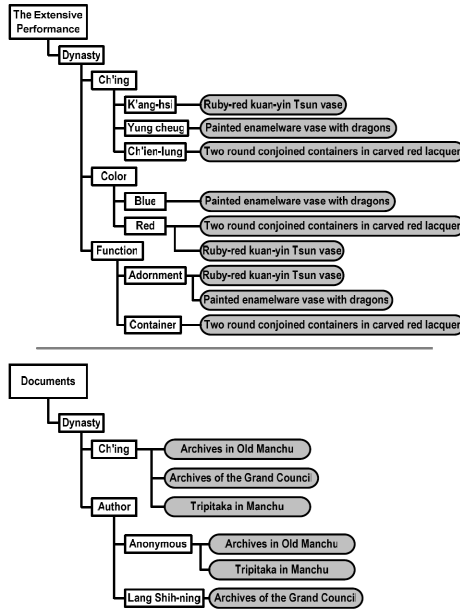 The Extensive
Performance
Dynasty
Ch'ing
K'ang-hsi
Ruby-red kuan-yin Tsun vase
Yung cheug
Painted enamelware vase with dragons
Ch'ien-lung
Two round conjoined containers in carved red lacquer
Color
Blue
Painted enamelware vase with dragons
Red
Two round conjoined containers in carved red lacquer
Ruby-red kuan-yin Tsun vase
Function
Adornment
Ruby-red kuan-yin Tsun vase
Painted enamelware vase with dragons
Container
Two round conjoined containers in carved red lacquer
Documents
Dynasty
Ch'ing
Archives in Old Manchu
Archives of the Grand Council
Tripitaka in Manchu
Author
Anonymous
Archives in Old Manchu
Tripitaka in Manchu
Lang Shih-ning
Archives of the Grand Council